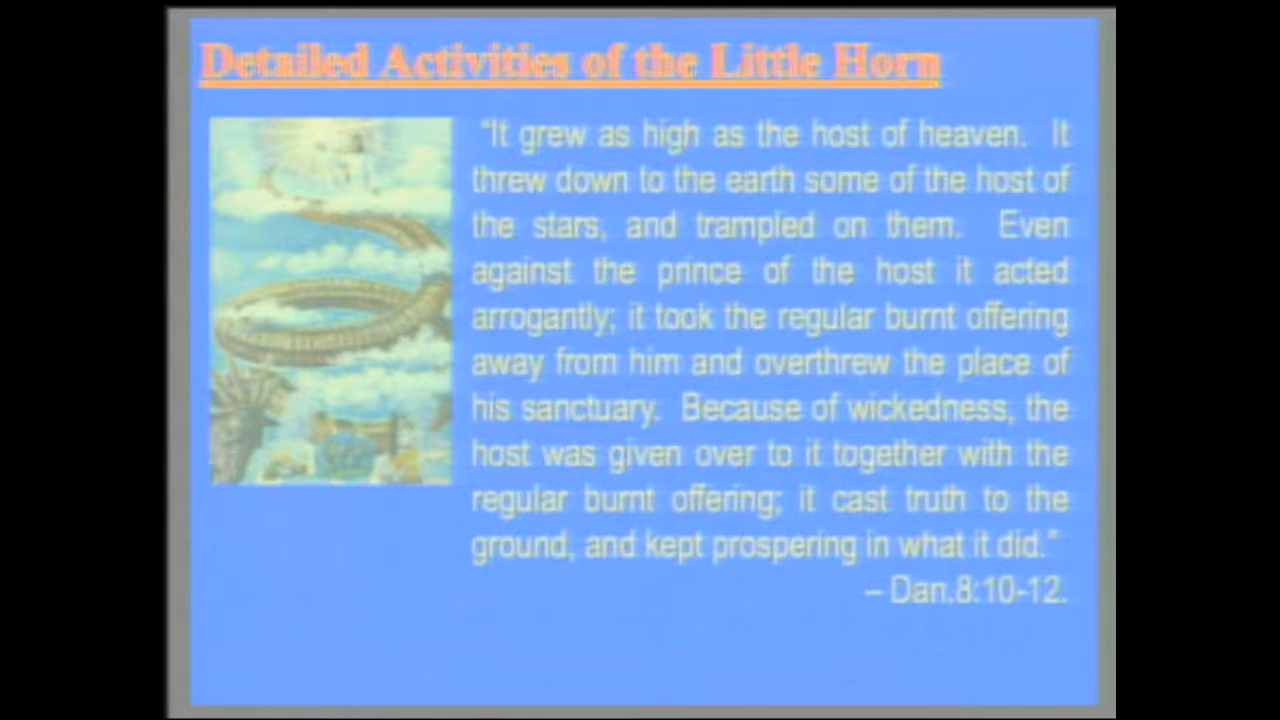 Detailed Activities of the Little Horn
“It grew as high as the host of heaven. It
threw down to the earth some of the host of
the stars, and trampled on them. Even
against the prince of the host it acted
arrogantly; it took the regular burnt offering
away from him and overthrew the place of
his sanctuary. Because of wickedness, the
host was given over to it together with the
regular burnt offering; it cast truth to the
ground, and kept prospering in what it did.”
– Dan.8:10-12.